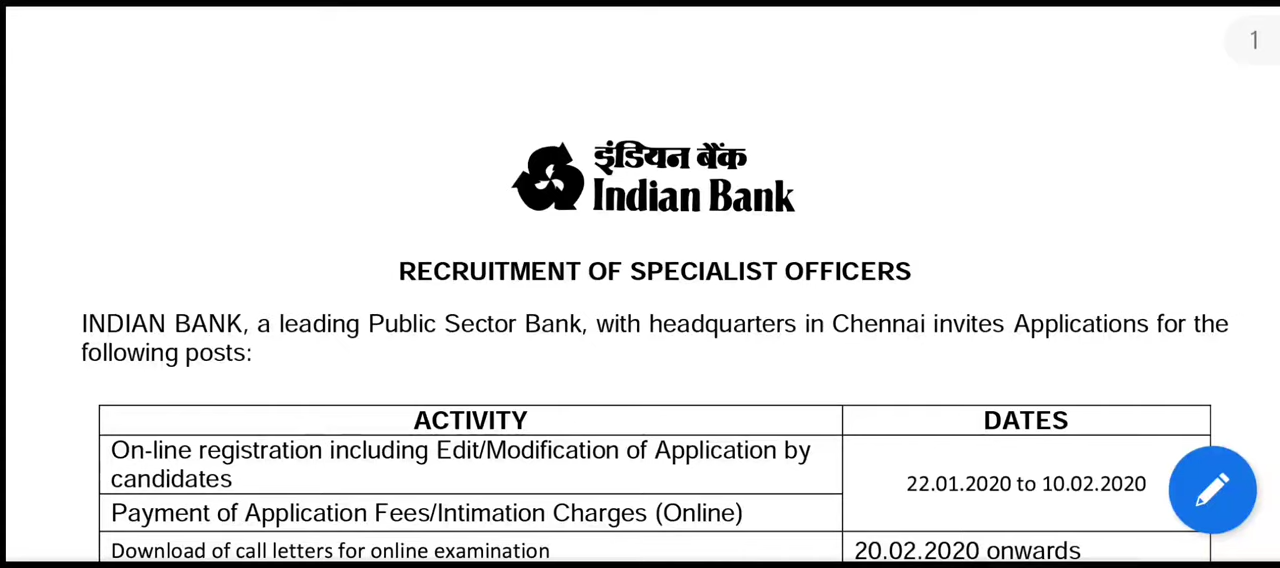 1
इंडियन बैंक
Indian Bank
RECRUITMENT OF SPECIALIST OFFICERS
INDIAN BANK, a leading Public Sector Bank, with headquarters in Chennai invites Applications for the
following posts:
ACTIVITY DATES
On-line registration including Edit/Modification of Application by
candidates
22.01.2020 to 10.02.2020
Payment of Application Fees/Intimation Charges (Online)
Download of call letters for online examination 20.02.2020 onwards